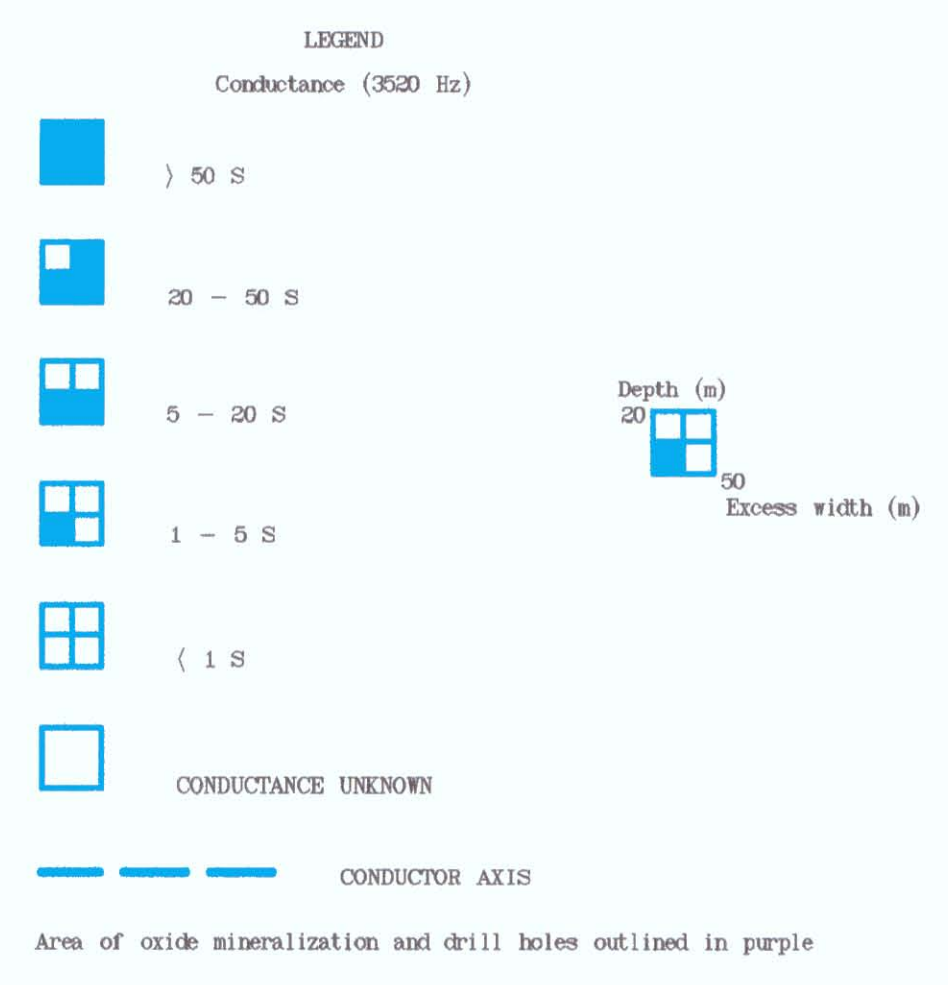 LEGEND
Conductance (3520 Hz)
⟩ 50 S
20 - 50 S
5 - 20 S
Depth (m)
20
50
Excess width (m)
1 - 5 S
⟨ 1 S
CONDUCTANCE UNKNOWN
CONDUCTOR AXIS
Area of oxide mineralization and drill holes outlined in purple